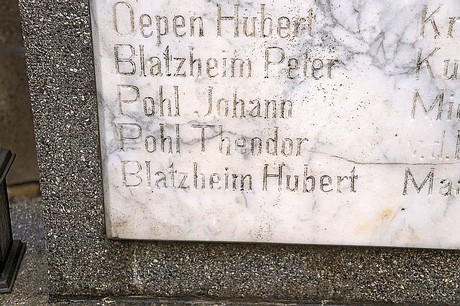 Oepen Hubert
Blatzheim Peter
Pohl Johann
Pohl Theodor
Blatzheim Hubert